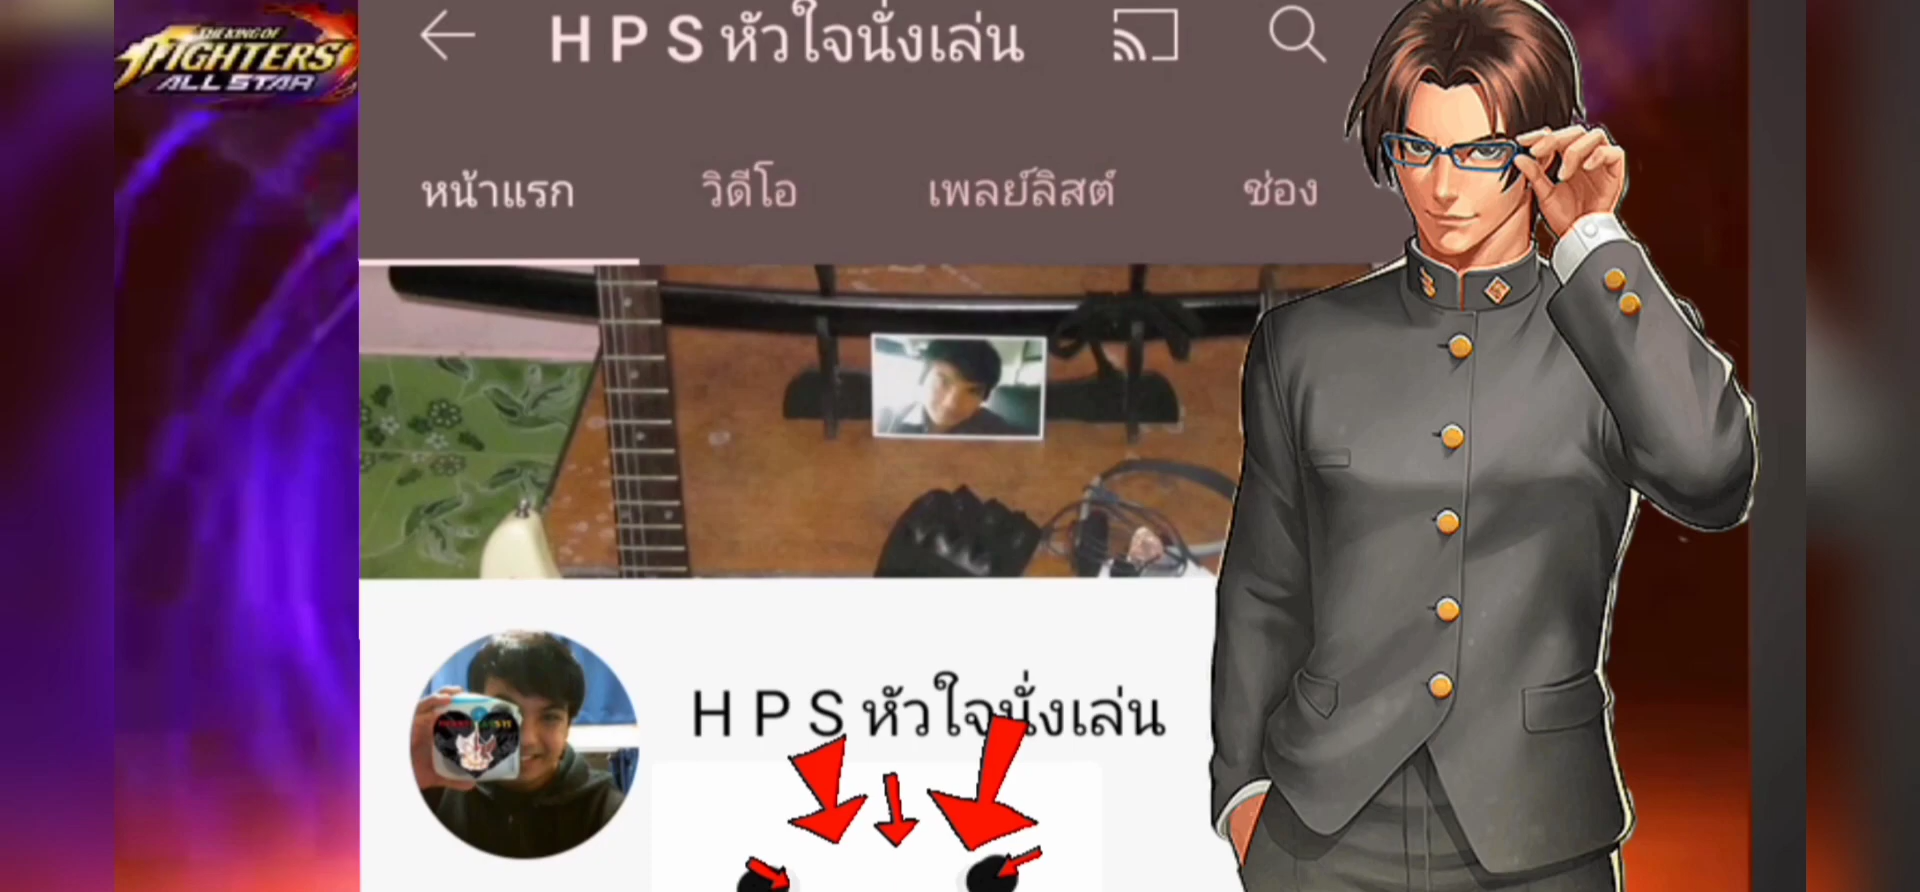 THE KING OF
FIGHTERS
ALL STAR
H P S หัวใจนั่งเล่น
หน้าแรก วิดีโอ เพลย์ลิสต์ ช่อง
H P S หัวใจนั่งเล่น